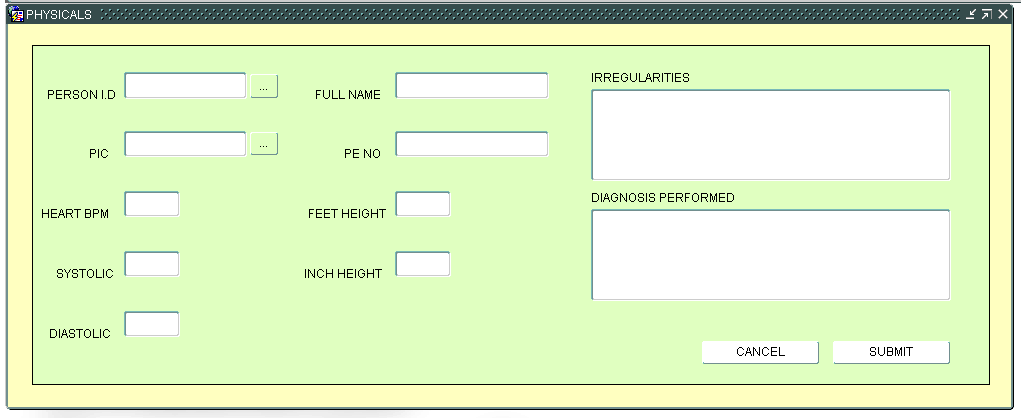 PHYSICALS
PERSON I.D
...
FULL NAME
IRREGULARITIES
PIC
...
PE NO
HEART BPM
FEET HEIGHT
DIAGNOSIS PERFORMED
SYSTOLIC
INCH HEIGHT
DIASTOLIC
CANCEL
SUBMIT